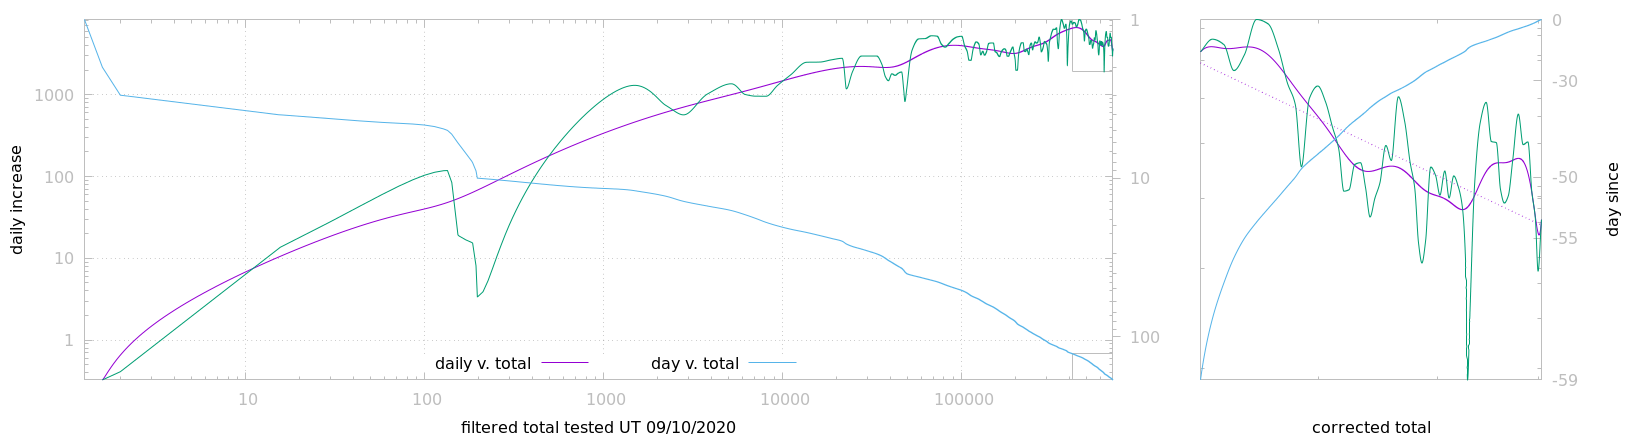 daily increase
1000
100
10
1
10
100
1000
10000
100000
filtered total tested UT 09/10/2020
daily v. total
day v. total
1
10
100
0
-30
-50
-55
-59
day since
corrected total